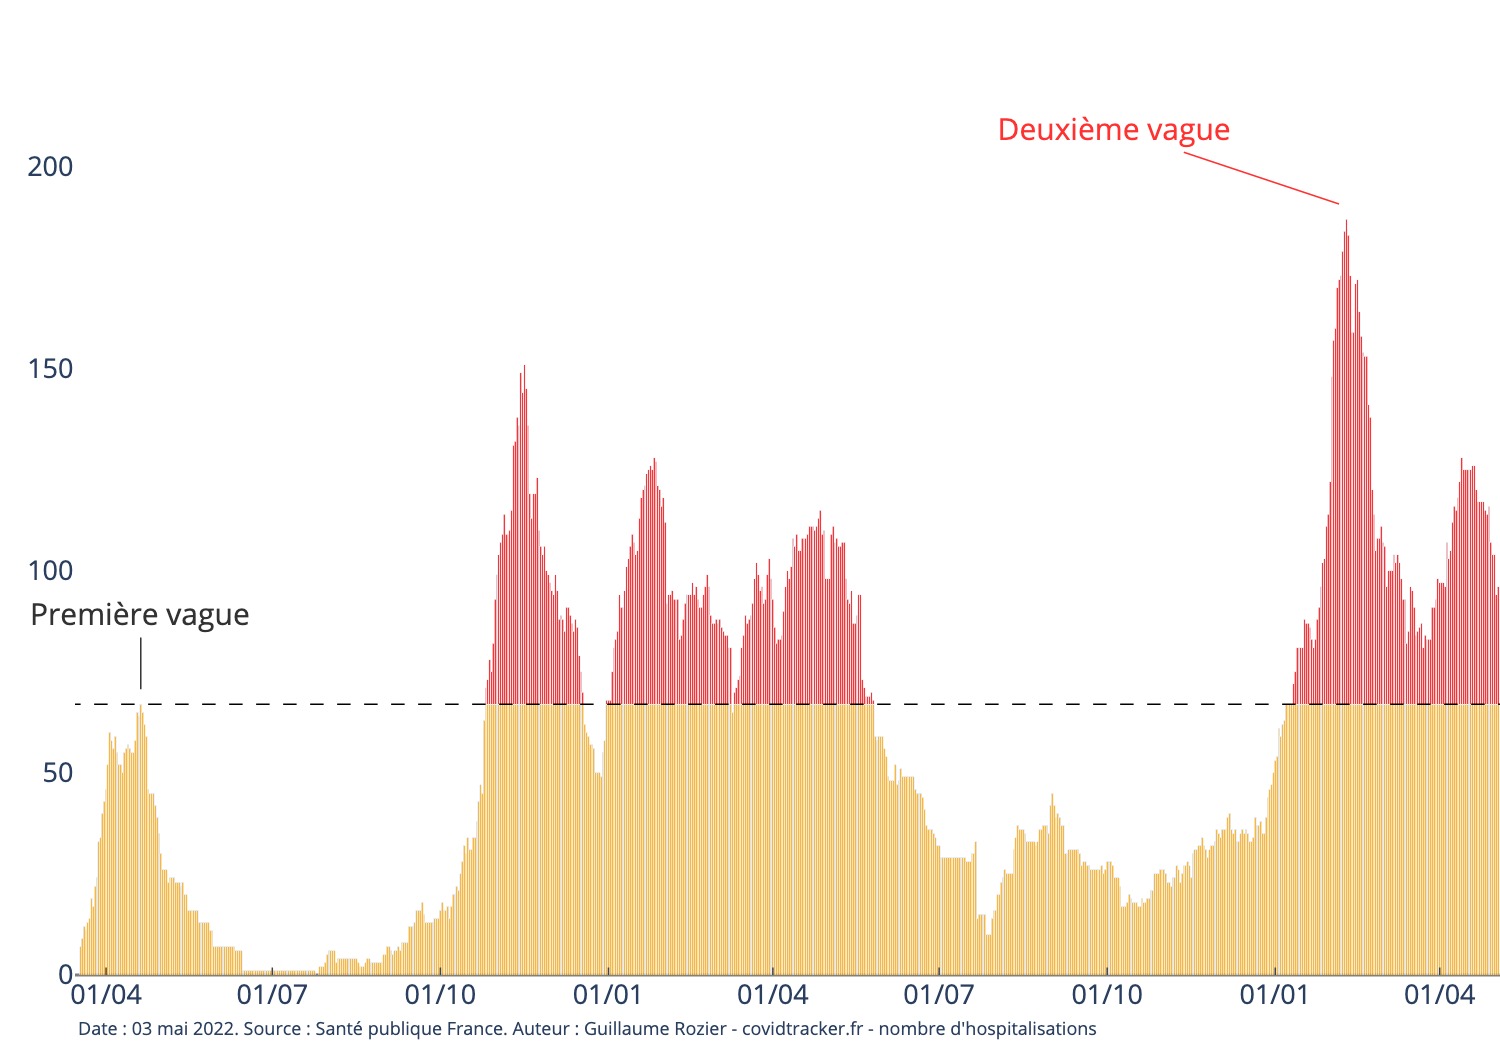 Deuxième vague
200
150
100
Première vague
50
0
01/04 01/07 01/10 01/01 01/04 01/07 01/10 01/01 01/04
Date : 03 mai 2022. Source : Santé publique France. Auteur : Guillaume Rozier - covidtracker.fr - nombre d'hospitalisations